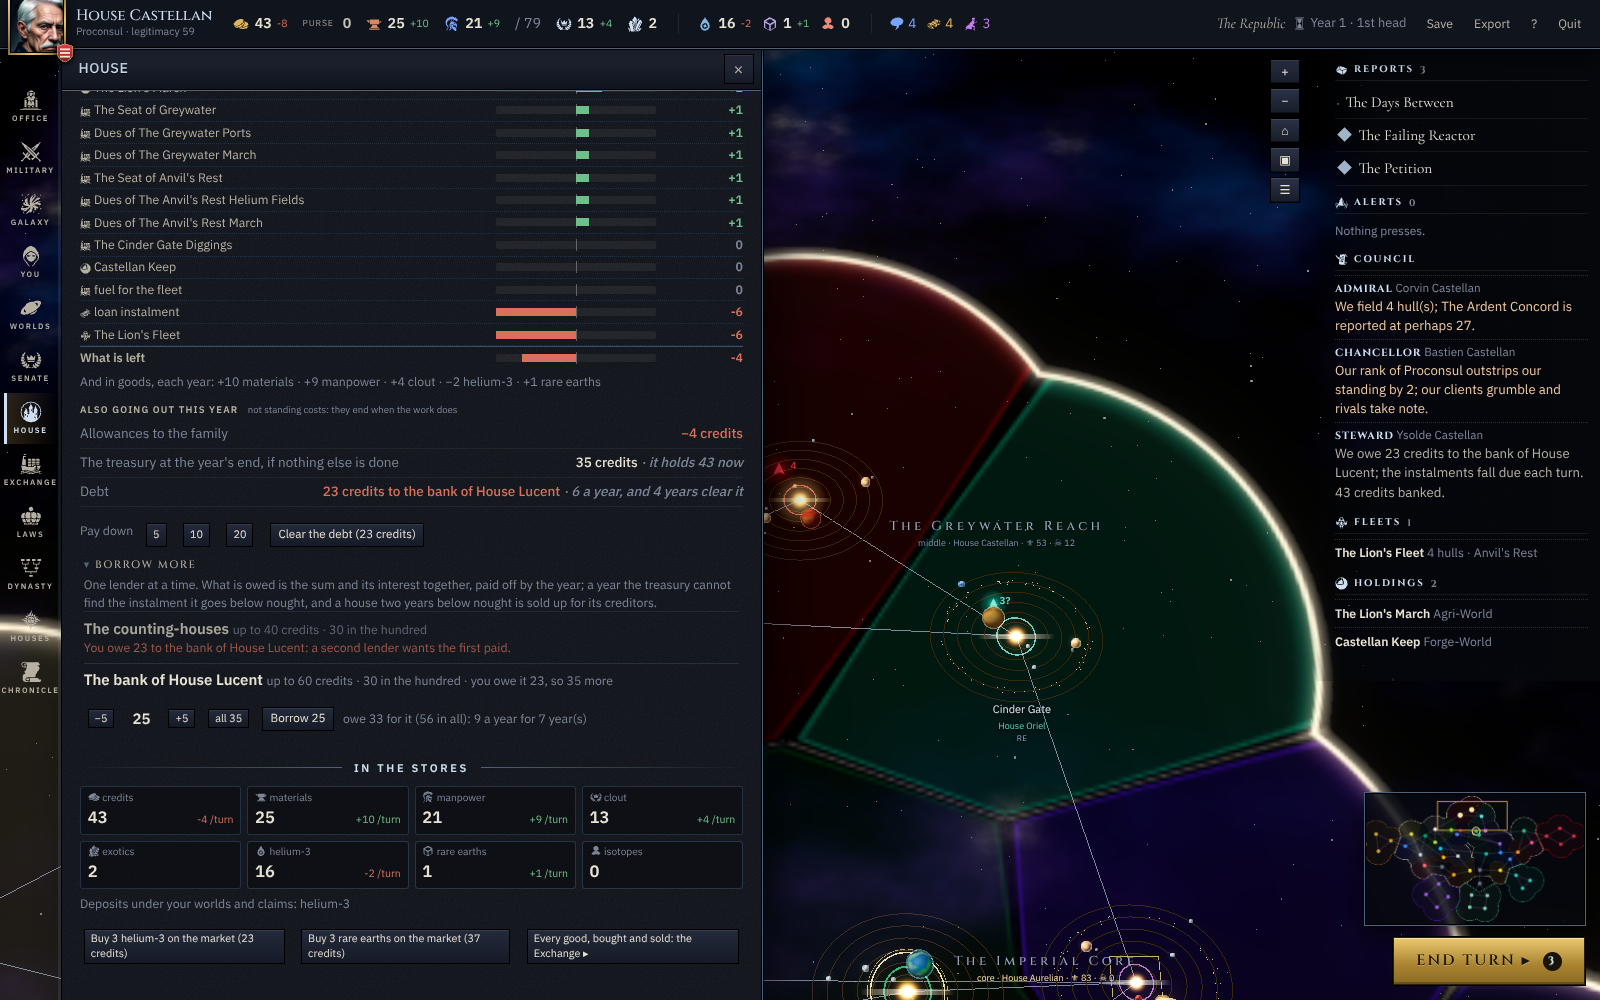 HOUSE CASTELLAN
Proconsul · legitimacy 59
43 -8 PURSE 0 25 +10 21 +9 / 79 13 +4 2 16 -2 1 +1 0 4 4 3
The Republic Year 1 · 1st head Save Export ? Quit
OFFICE
MILITARY
GALAXY
YOU
WORLDS
SENATE
HOUSE
EXCHANGE
LAWS
DYNASTY
HOUSES
CHRONICLE
HOUSE ×
The Seat of Greywater +1
Dues of The Greywater Ports +1
Dues of The Greywater March +1
The Seat of Anvil's Rest +1
Dues of The Anvil's Rest Helium Fields +1
Dues of The Anvil's Rest March +1
The Cinder Gate Diggings 0
Castellan Keep 0
fuel for the fleet 0
loan instalment -6
The Lion's Fleet -6
What is left -4
And in goods, each year: +10 materials · +9 manpower · +4 clout · −2 helium-3 · +1 rare earths
ALSO GOING OUT THIS YEAR not standing costs: they end when the work does
Allowances to the family −4 credits
The treasury at the year's end, if nothing else is done 35 credits · it holds 43 now
Debt 23 credits to the bank of House Lucent · 6 a year, and 4 years clear it
Pay down 5 10 20 Clear the debt (23 credits)
▾ BORROW MORE
One lender at a time. What is owed is the sum and its interest together, paid off by the year; a year the treasury cannot
find the instalment it goes below nought, and a house two years below nought is sold up for its creditors.
The counting-houses up to 40 credits · 30 in the hundred
You owe 23 to the bank of House Lucent: a second lender wants the first paid.
The bank of House Lucent up to 60 credits · 30 in the hundred · you owe it 23, so 35 more
−5 25 +5 all 35 Borrow 25 owe 33 for it (56 in all): 9 a year for 7 year(s)
IN THE STORES
credits materials manpower clout
43 -4 /turn 25 +10 /turn 21 +9 /turn 13 +4 /turn
exotics helium-3 rare earths isotopes
2 16 -2 /turn 1 +1 /turn 0
Deposits under your worlds and claims: helium-3
Buy 3 helium-3 on the market (23
credits)
Buy 3 rare earths on the market (37
credits)
Every good, bought and sold: the
Exchange ▸
4
THE GREYWATER REACH
middle · House Castellan · 53 · 12
3?
Cinder Gate
House Oriel
RE
THE IMPERIAL CORE
core · House Aurelian · 83 · 0
+
−
REPORTS 3
· The Days Between
The Failing Reactor
The Petition
ALERTS 0
Nothing presses.
COUNCIL
ADMIRAL Corvin Castellan
We field 4 hull(s); The Ardent Concord is
reported at perhaps 27.
CHANCELLOR Bastien Castellan
Our rank of Proconsul outstrips our
standing by 2; our clients grumble and
rivals take note.
STEWARD Ysolde Castellan
We owe 23 credits to the bank of House
Lucent; the instalments fall due each turn.
43 credits banked.
FLEETS 1
The Lion's Fleet 4 hulls · Anvil's Rest
HOLDINGS 2
The Lion's March Agri-World
Castellan Keep Forge-World
END TURN ▸ 3